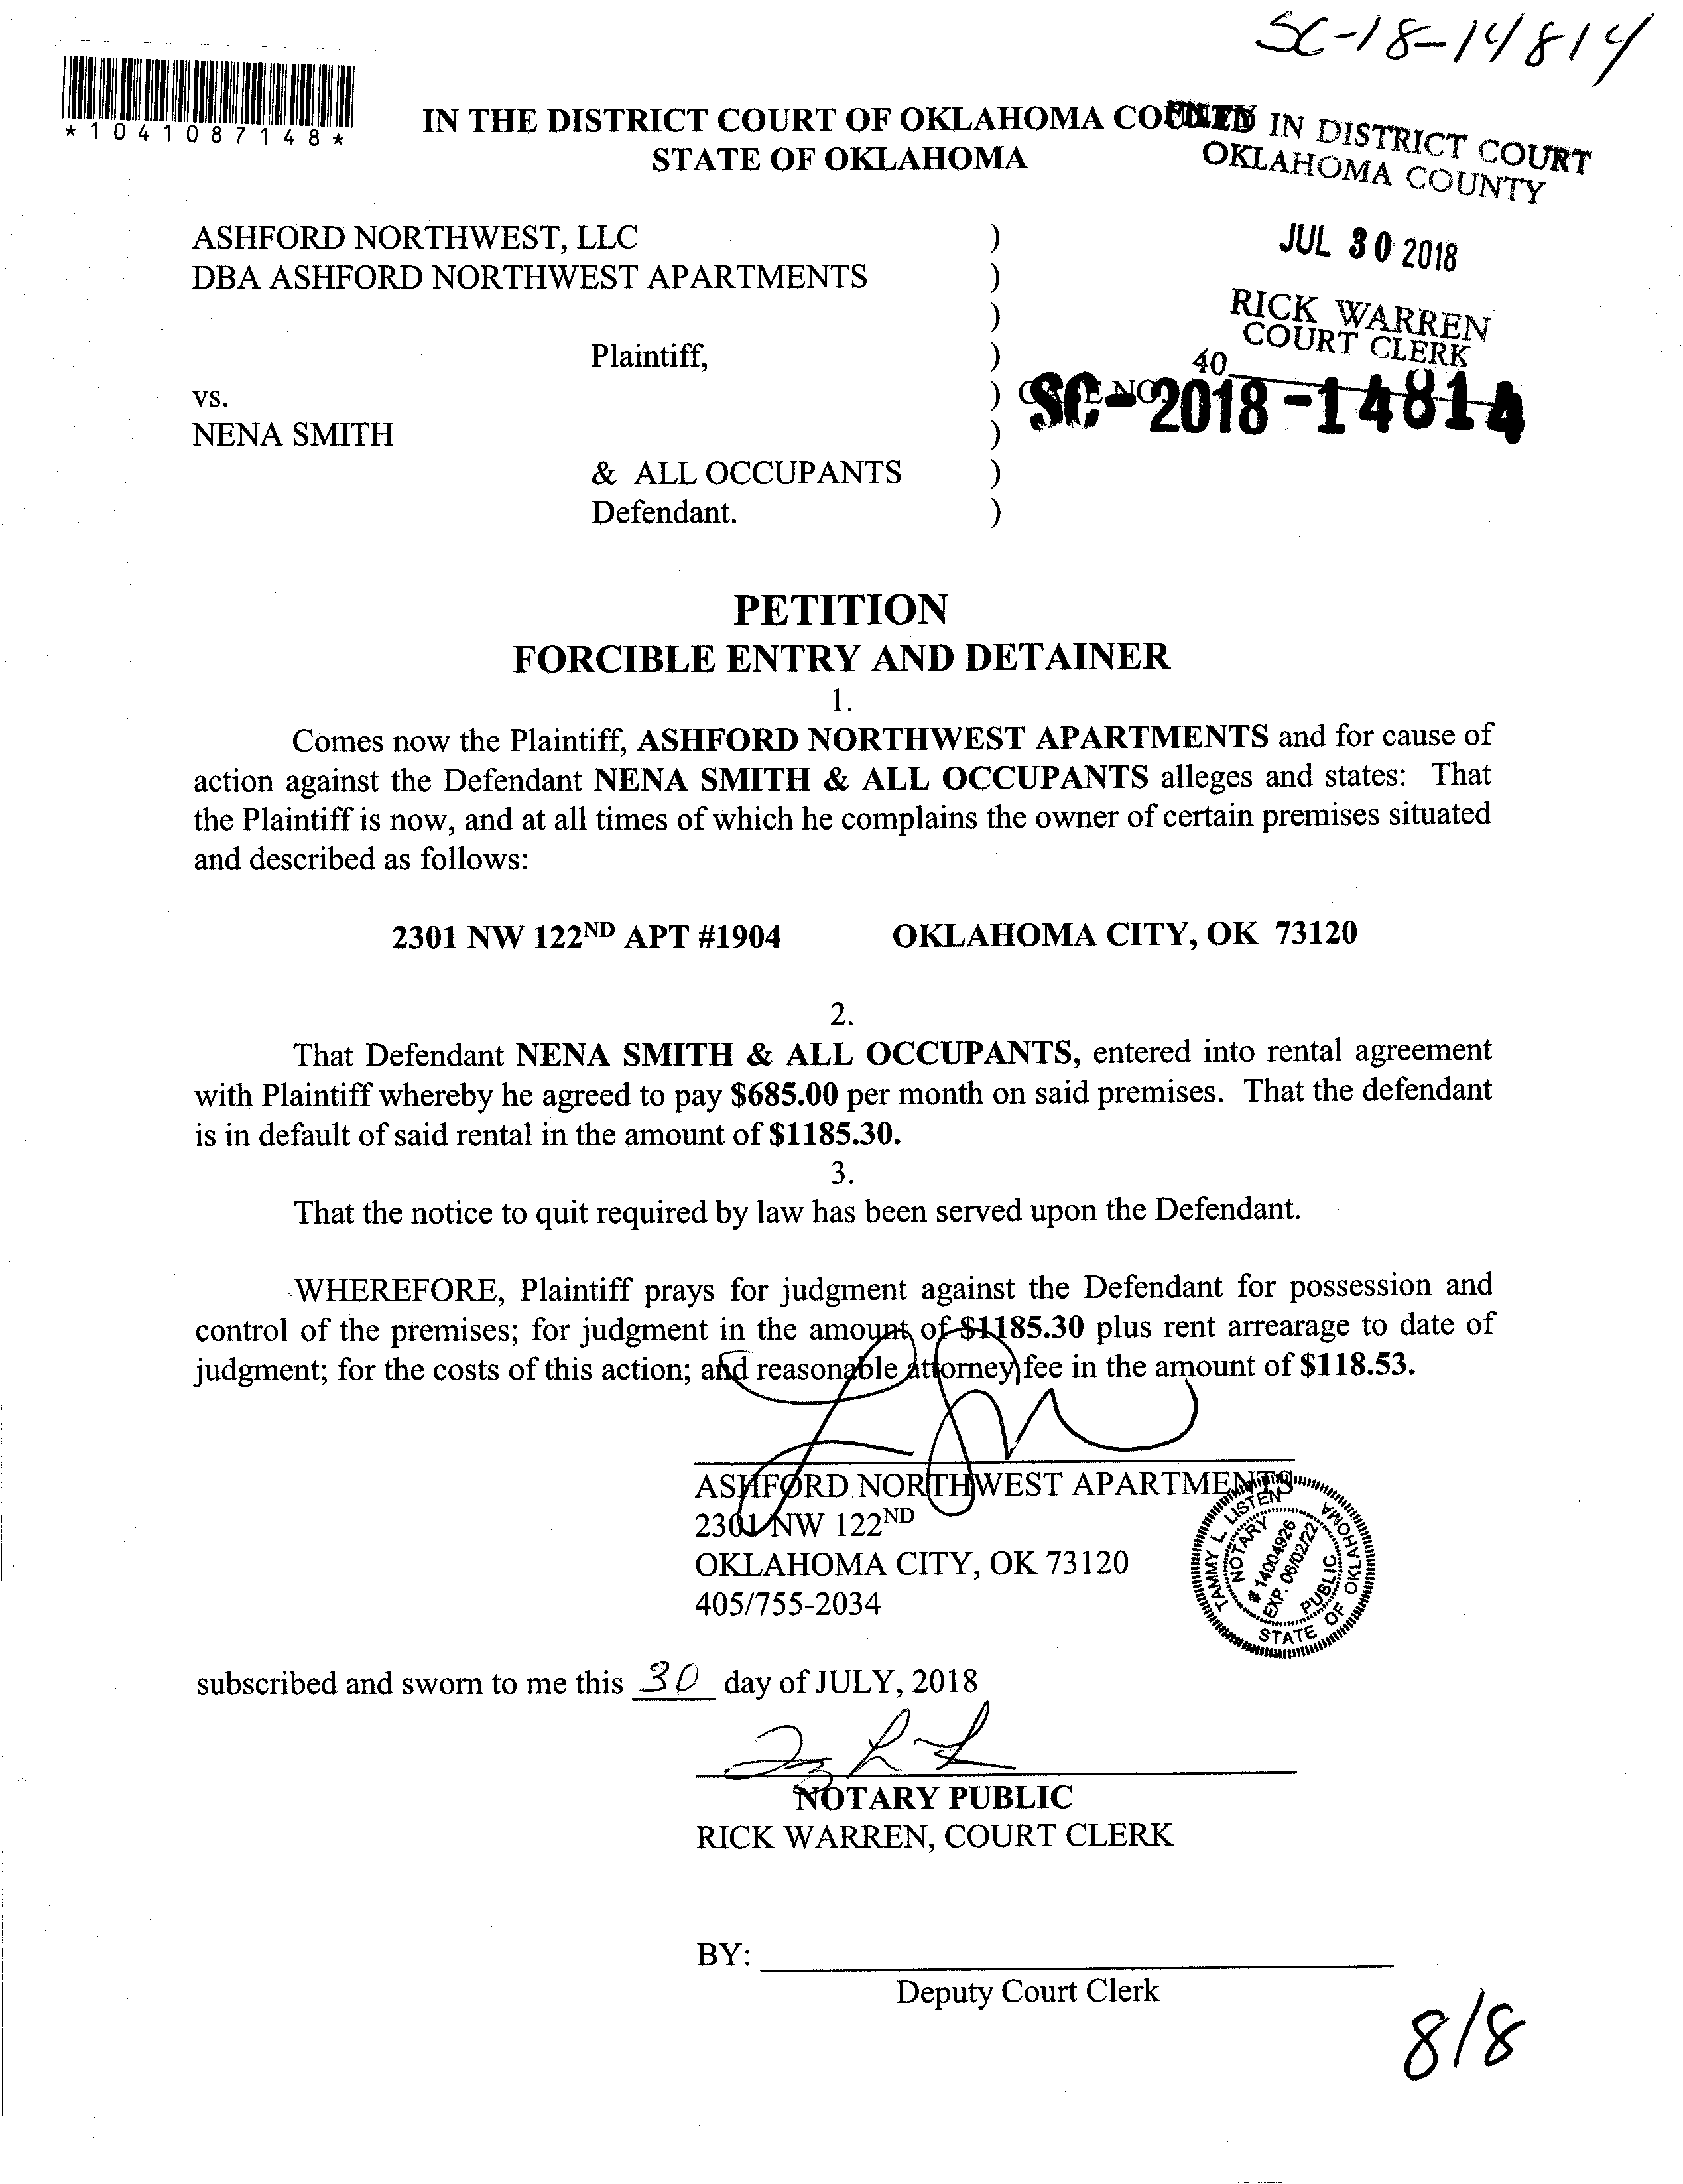 SC-18-14814
*1041087148*
IN THE DISTRICT COURT OF OKLAHOMA COUNTY
STATE OF OKLAHOMA
FILED IN DISTRICT COURT
OKLAHOMA COUNTY
JUL 30 2018
RICK WARREN
COURT CLERK
40
ASHFORD NORTHWEST, LLC )
DBA ASHFORD NORTHWEST APARTMENTS )
)
Plaintiff, )
vs. ) CASE NO. SC-2018-14814
NENA SMITH )
& ALL OCCUPANTS )
Defendant. )
PETITION
FORCIBLE ENTRY AND DETAINER
1.
Comes now the Plaintiff, ASHFORD NORTHWEST APARTMENTS and for cause of
action against the Defendant NENA SMITH & ALL OCCUPANTS alleges and states: That
the Plaintiff is now, and at all times of which he complains the owner of certain premises situated
and described as follows:
2301 NW 122ND APT #1904 OKLAHOMA CITY, OK 73120
2.
That Defendant NENA SMITH & ALL OCCUPANTS, entered into rental agreement
with Plaintiff whereby he agreed to pay $685.00 per month on said premises. That the defendant
is in default of said rental in the amount of $1185.30.
3.
That the notice to quit required by law has been served upon the Defendant.
WHEREFORE, Plaintiff prays for judgment against the Defendant for possession and
control of the premises; for judgment in the amount of $1185.30 plus rent arrearage to date of
judgment; for the costs of this action; and reasonable attorney fee in the amount of $118.53.
ASHFORD NORTHWEST APARTMENTS
2301 NW 122ND
OKLAHOMA CITY, OK 73120
405/755-2034
TAMMY L. LISTEN
NOTARY PUBLIC
# 14004926
EXP. 06/02/22
STATE OF OKLAHOMA
subscribed and sworn to me this 30 day of JULY, 2018
NOTARY PUBLIC
RICK WARREN, COURT CLERK
BY:
Deputy Court Clerk
8/8